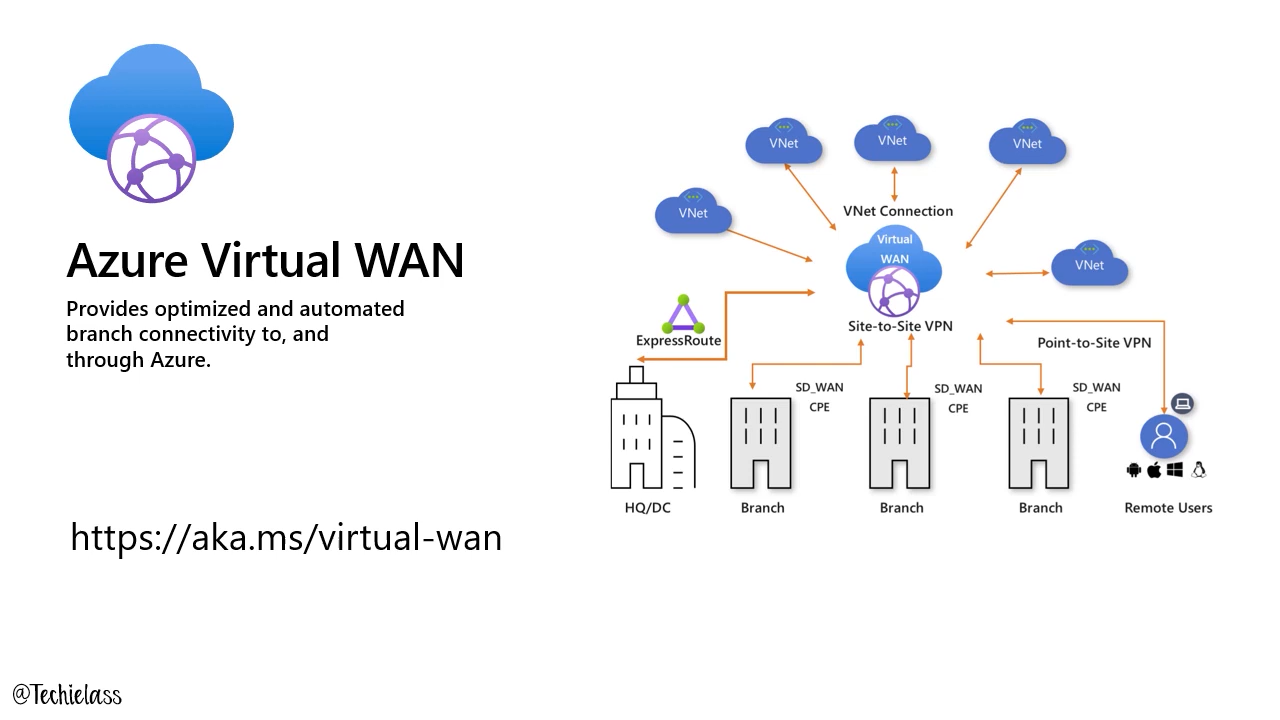 Azure Virtual WAN
Provides optimized and automated
branch connectivity to, and
through Azure.
https://aka.ms/virtual-wan
@Techielass
VNet
VNet
VNet
VNet
VNet Connection
Virtual
WAN
VNet
Site-to-Site VPN
ExpressRoute
Point-to-Site VPN
SD_WAN
CPE
SD_WAN
CPE
SD_WAN
CPE
HQ/DC
Branch
Branch
Branch
Remote Users